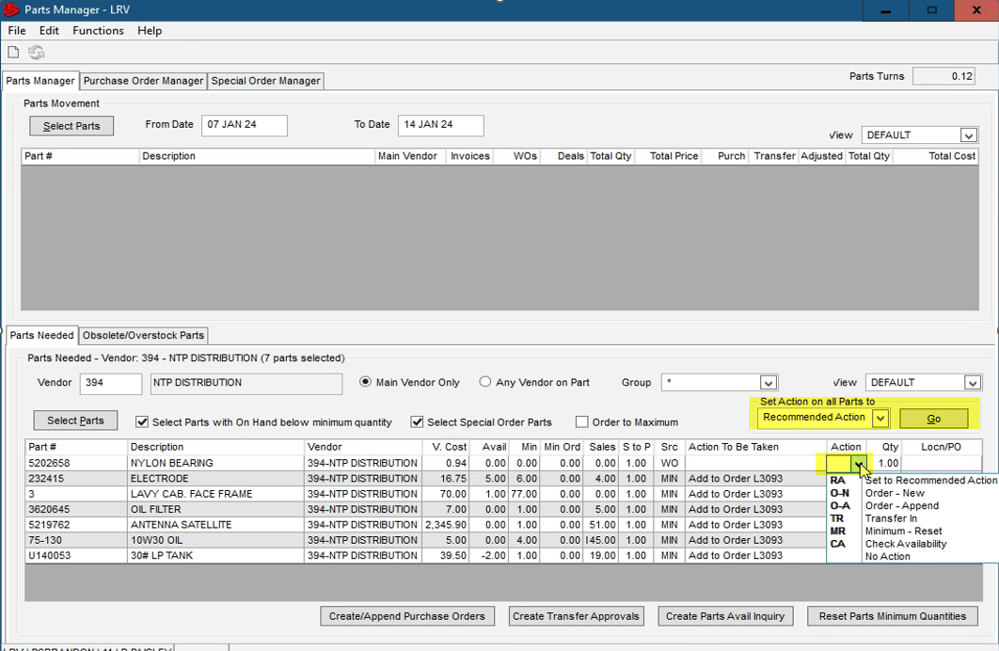 Parts Manager - LRV
File Edit Functions Help
Parts Manager Purchase Order Manager Special Order Manager
Parts Turns 0.12
Parts Movement
Select Parts From Date 07 JAN 24 To Date 14 JAN 24
View DEFAULT
Part # Description Main Vendor Invoices WOs Deals Total Qty Total Price Purch Transfer Adjusted Total Qty Total Cost
Parts Needed Obsolete/Overstock Parts
Parts Needed - Vendor: 394 - NTP DISTRIBUTION (7 parts selected)
Vendor 394 NTP DISTRIBUTION Main Vendor Only Any Vendor on Part Group * View DEFAULT
Set Action on all Parts to
Select Parts Select Parts with On Hand below minimum quantity Select Special Order Parts Order to Maximum Recommended Action Go
Part # Description Vendor V. Cost Avail Min Min Ord Sales S to P Src Action To Be Taken Action Qty Locn/PO
5202658 NYLON BEARING 394-NTP DISTRIBUTION 0.94 0.00 0.00 0.00 0.00 1.00 WO 1.00
232415 ELECTRODE 394-NTP DISTRIBUTION 16.75 5.00 6.00 0.00 4.00 1.00 MIN Add to Order L3093
RA Set to Recommended Action
3 LAVY CAB. FACE FRAME 394-NTP DISTRIBUTION 70.00 1.00 77.00 0.00 0.00 1.00 MIN Add to Order L3093
O-N Order - New
3620645 OIL FILTER 394-NTP DISTRIBUTION 7.00 0.00 1.00 0.00 5.00 1.00 MIN Add to Order L3093
O-A Order - Append
5219762 ANTENNA SATELLITE 394-NTP DISTRIBUTION 2,345.90 0.00 1.00 0.00 0.00 1.00 MIN Add to Order L3093
TR Transfer In
MR Minimum - Reset
75-130 10W30 OIL 394-NTP DISTRIBUTION 5.00 0.00 4.00 0.00 145.00 1.00 MIN Add to Order L3093
CA Check Availability
U140053 30# LP TANK 394-NTP DISTRIBUTION 39.50 -2.00 1.00 0.00 19.00 1.00 MIN Add to Order L3093
No Action
Create/Append Purchase Orders Create Transfer Approvals Create Parts Avail Inquiry Reset Parts Minimum Quantities